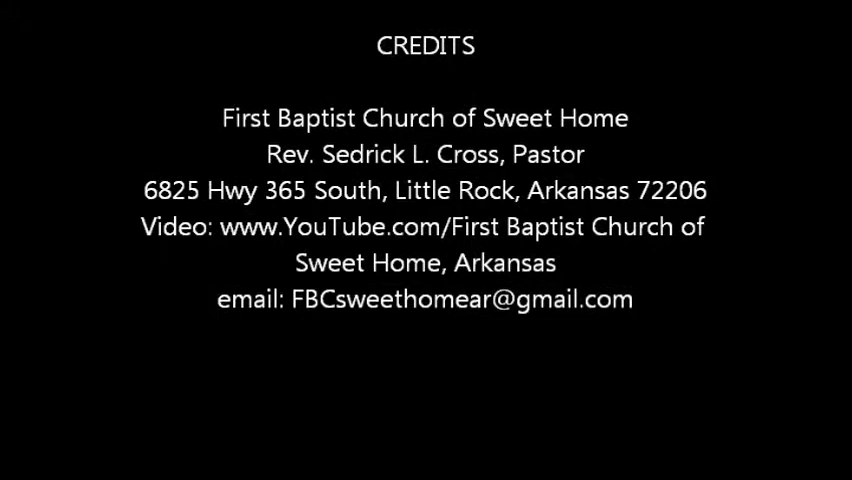 CREDITS
First Baptist Church of Sweet Home
Rev. Sedrick L. Cross, Pastor
6825 Hwy 365 South, Little Rock, Arkansas 72206
Video: www.YouTube.com/First Baptist Church of
Sweet Home, Arkansas
email: FBCsweethomear@gmail.com